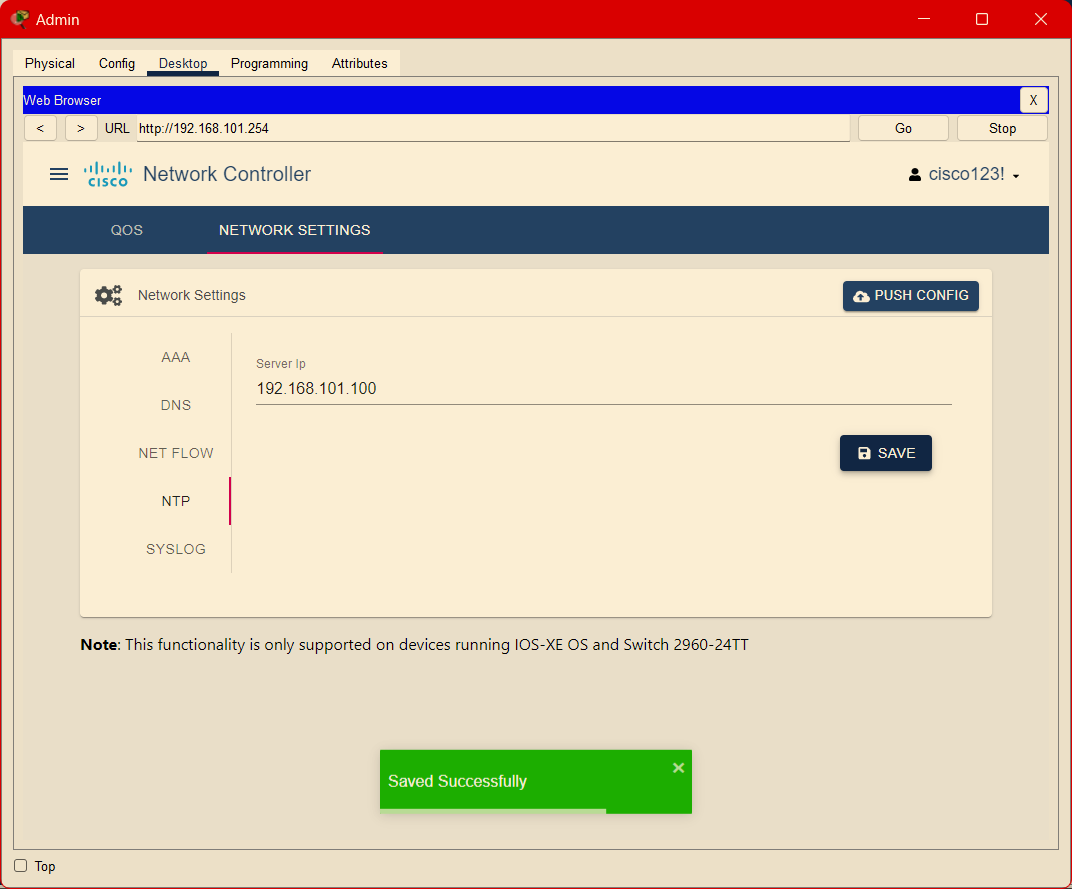 Admin
Physical Config Desktop Programming Attributes
Web Browser X
< > URL http://192.168.101.254 Go Stop
CISCO Network Controller cisco123!
QOS NETWORK SETTINGS
Network Settings PUSH CONFIG
AAA
Server Ip
192.168.101.100
DNS
NET FLOW
SAVE
NTP
SYSLOG
Note: This functionality is only supported on devices running IOS-XE OS and Switch 2960-24TT
Saved Successfully
Top